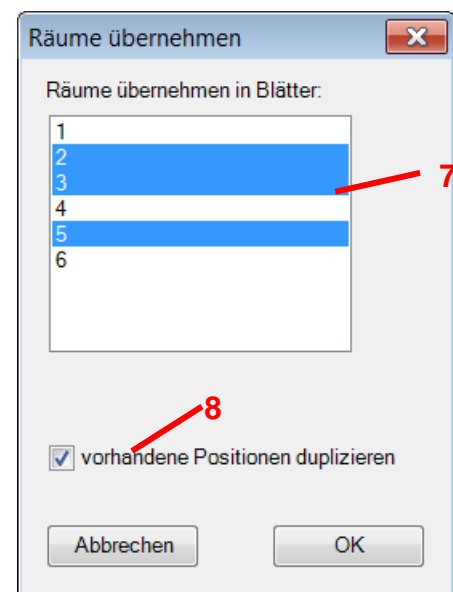 Räume übernehmen
Räume übernehmen in Blätter:
1
2
3
7
4
5
6
8
vorhandene Positionen duplizieren
Abbrechen OK